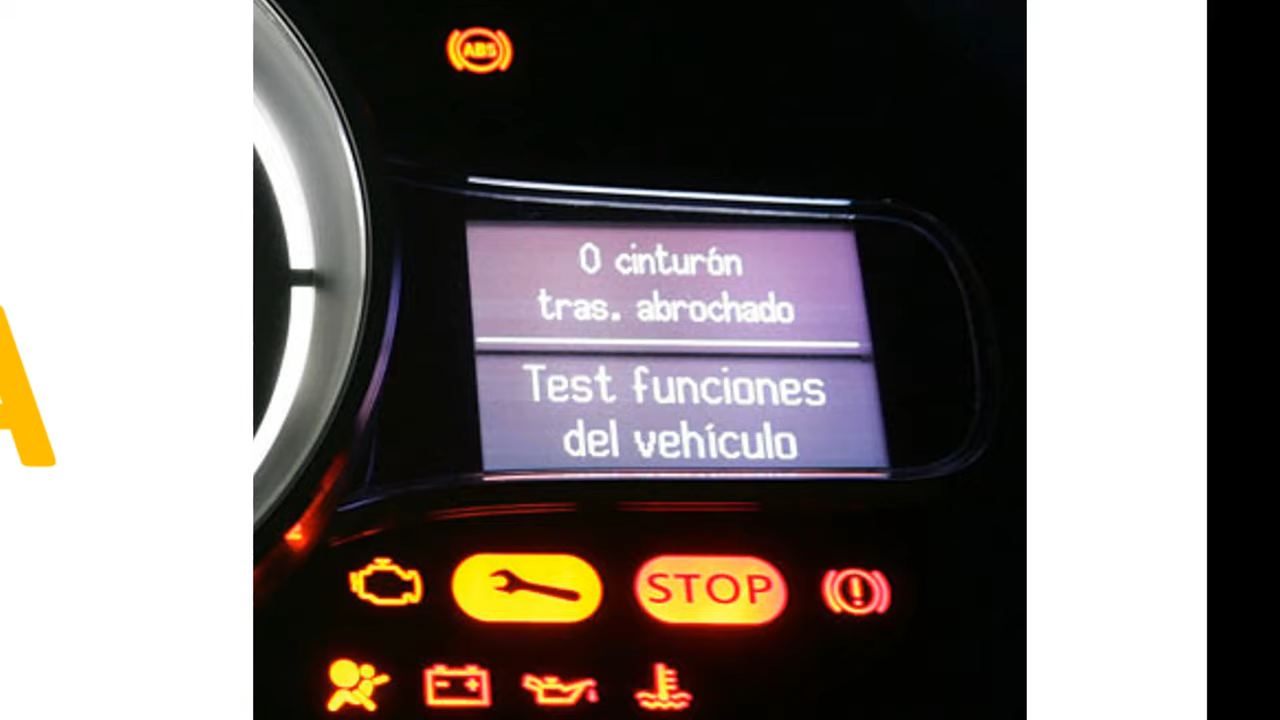 ABS
0 cinturón
tras. abrochado
Test funciones
del vehículo
STOP
A